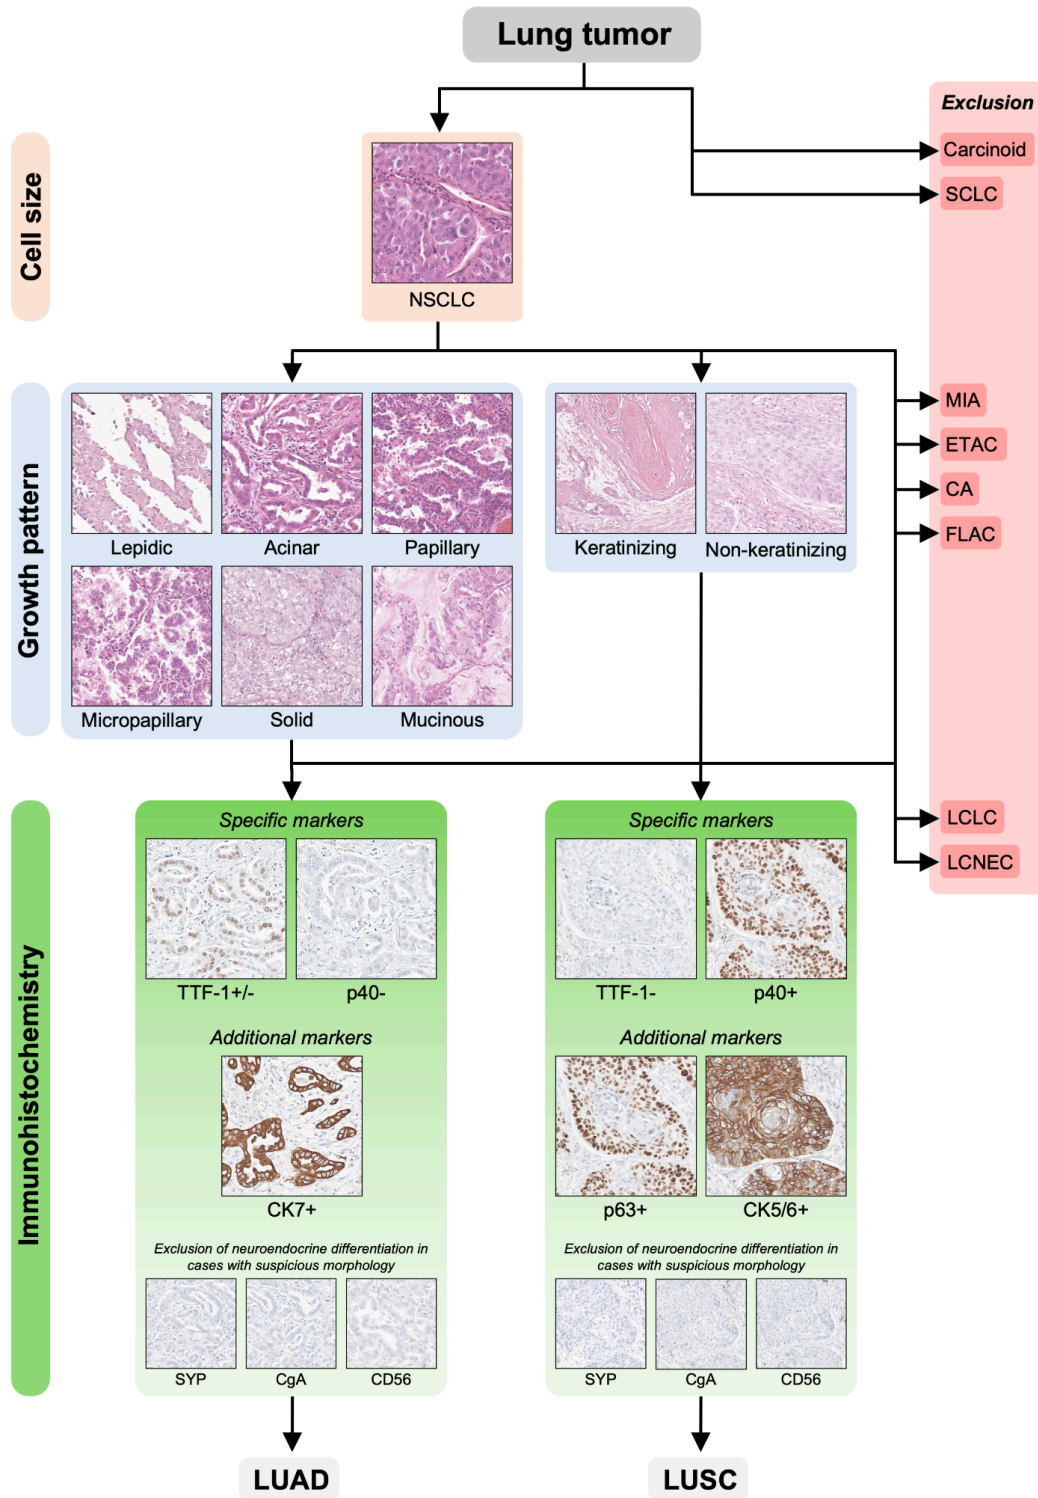 Lung tumor
Exclusion
Carcinoid
SCLC
Cell size
NSCLC
MIA
ETAC
CA
FLAC
Growth pattern
Lepidic
Acinar
Papillary
Keratinizing
Non-keratinizing
Micropapillary
Solid
Mucinous
LCLC
LCNEC
Immunohistochemistry
Specific markers
TTF-1+/-
p40-
Additional markers
CK7+
Exclusion of neuroendocrine differentiation in
cases with suspicious morphology
SYP
CgA
CD56
Specific markers
TTF-1-
p40+
Additional markers
p63+
CK5/6+
Exclusion of neuroendocrine differentiation in
cases with suspicious morphology
SYP
CgA
CD56
LUAD
LUSC